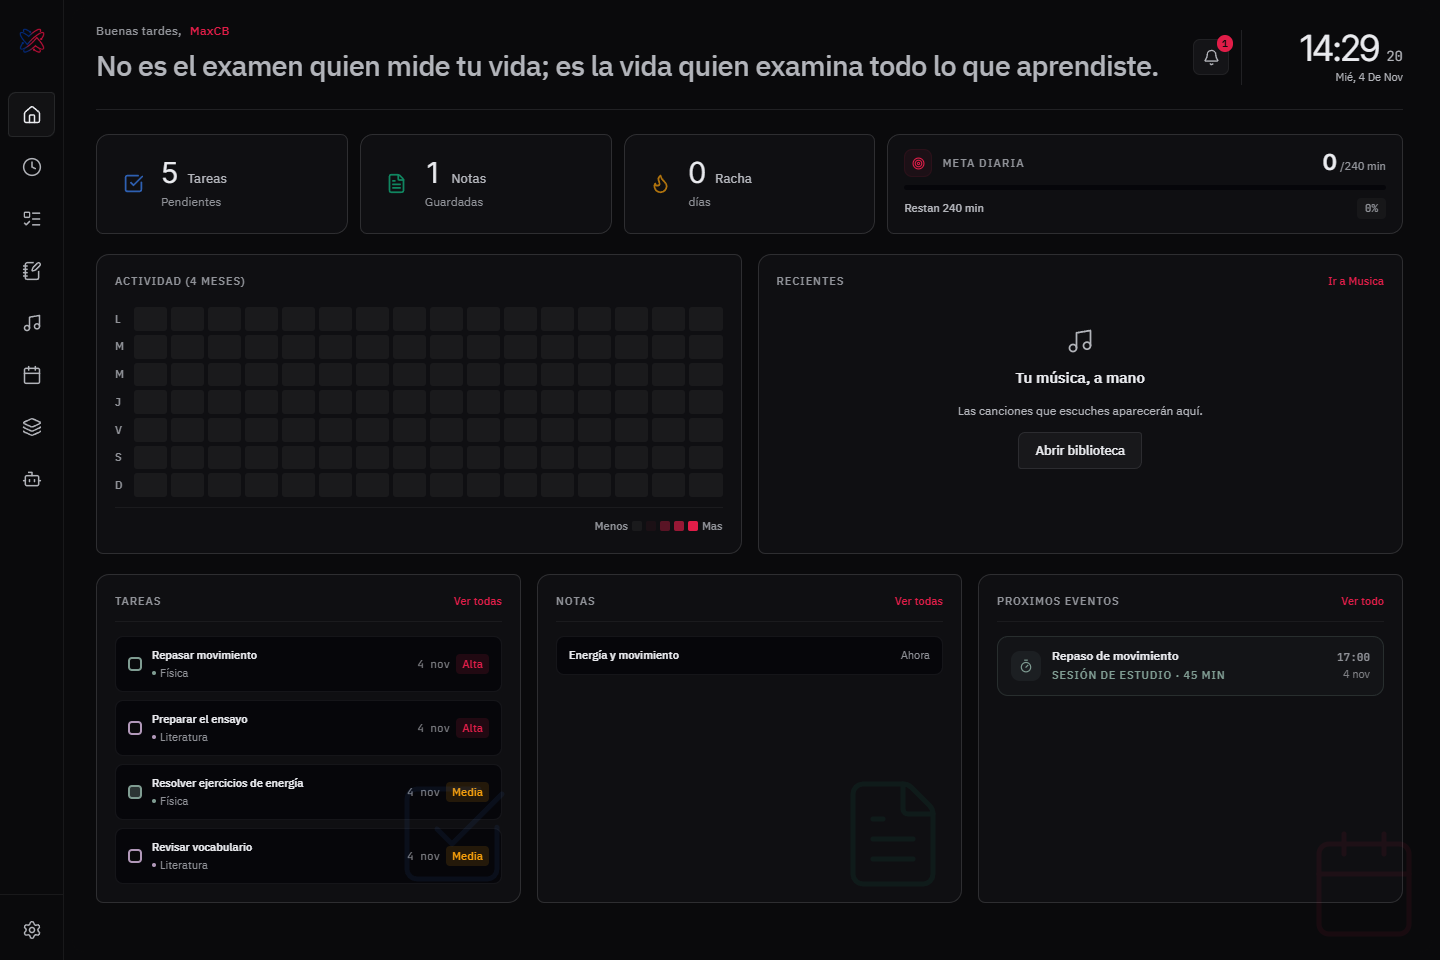 Buenas tardes, MaxCB
No es el examen quien mide tu vida; es la vida quien examina todo lo que aprendiste.
1
14:29 20
Mié, 4 De Nov
5 Tareas
Pendientes
1 Notas
Guardadas
0 Racha
días
META DIARIA
0 /240 min
Restan 240 min
0%
ACTIVIDAD (4 MESES)
L
M
M
J
V
S
D
Menos
Mas
RECIENTES
Ir a Musica
Tu música, a mano
Las canciones que escuches aparecerán aquí.
Abrir biblioteca
TAREAS
Ver todas
Repasar movimiento
• Física
4 nov Alta
Preparar el ensayo
• Literatura
4 nov Alta
Resolver ejercicios de energía
• Física
4 nov Media
Revisar vocabulario
• Literatura
4 nov Media
NOTAS
Ver todas
Energía y movimiento
Ahora
PROXIMOS EVENTOS
Ver todo
Repaso de movimiento
17:00
SESIÓN DE ESTUDIO · 45 MIN
4 nov